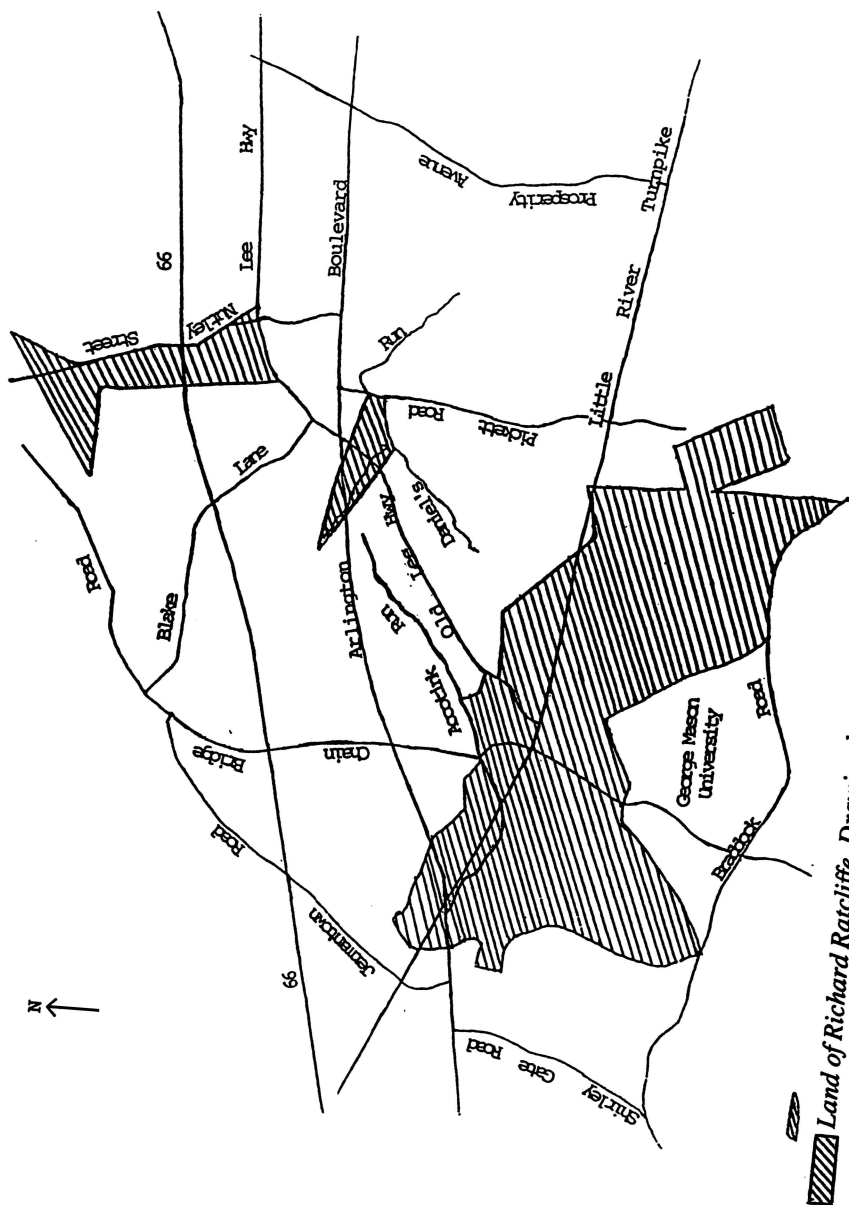 N
66
66
Street
Nutley
Lee Hwy
Boulevard
Arlington
Avenue
Prosperity
Little River Turnpike
Road
Blake Lane
Run
Daniel's
Pickett Road
Old Lee Hwy
Accotink Run
Chain Bridge
Road
Jermantown Road
Shirley Gate Road
Braddock Road
George Mason
University
Land of Richard Ratcliffe.